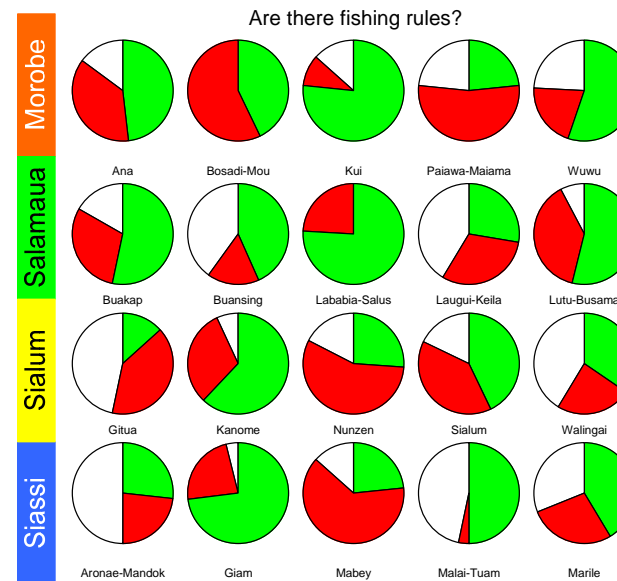 Are there fishing rules?
Morobe
Ana
Bosadi-Mou
Kui
Paiawa-Maiama
Wuwu
Salamaua
Buakap
Buansing
Lababia-Salus
Laugui-Keila
Lutu-Busama
Sialum
Gitua
Kanome
Nunzen
Sialum
Walingai
Siassi
Aronae-Mandok
Giam
Mabey
Malai-Tuam
Marile